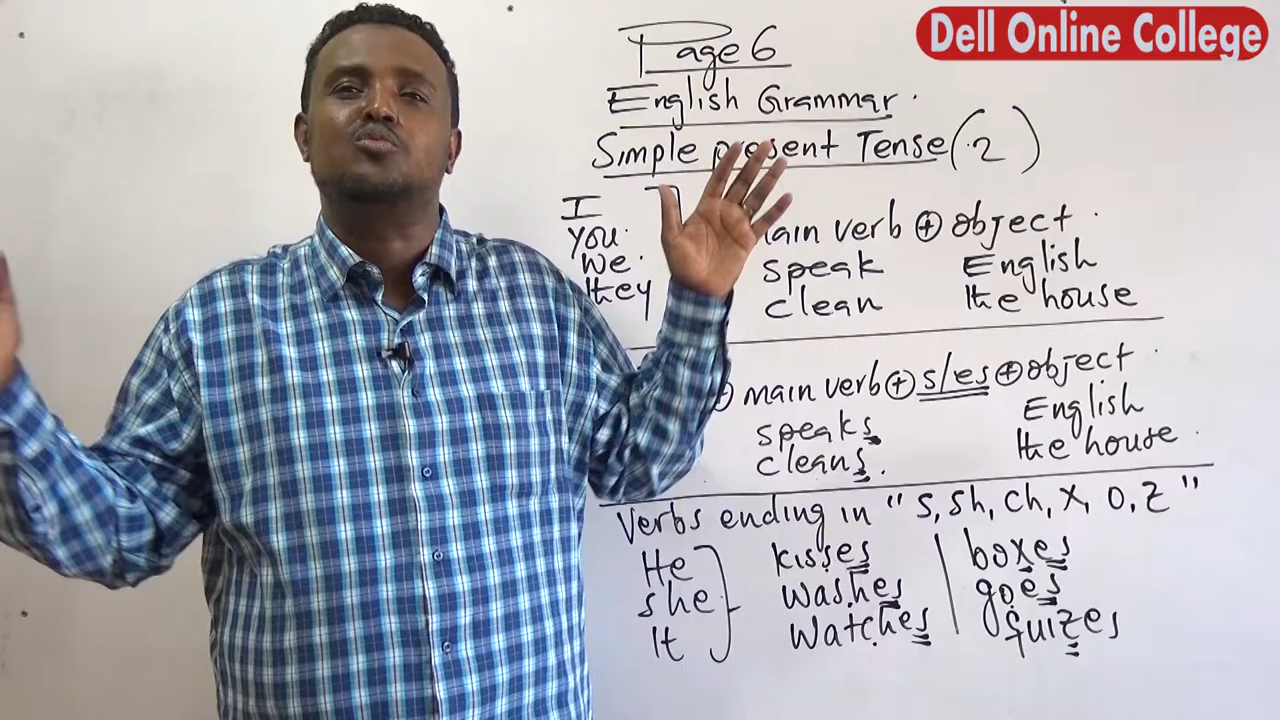 Dell Online College
Page 6
English Grammar.
Simple present Tense (2)
I
you.
we.
they
main verb + object.
speak English
clean the house
+ main verb + s/es + object.
speaks English
cleans. the house.
Verbs ending in "s, sh, ch, x, o, z"
He kisses boxes
she washes goes
It watches quizes